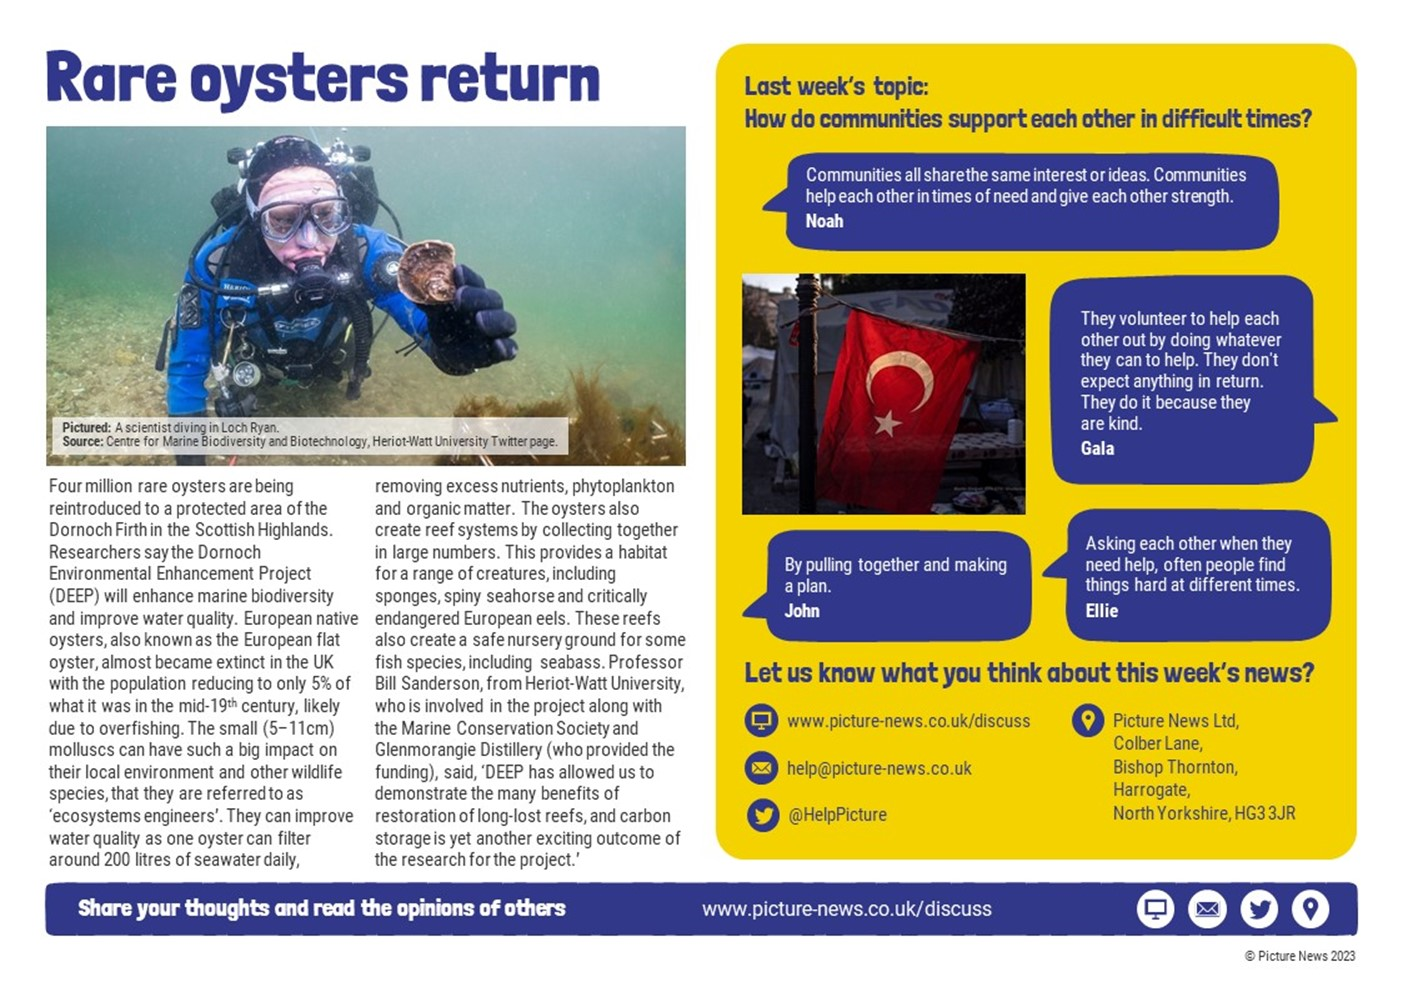 Rare oysters return
Pictured: A scientist diving in Loch Ryan.
Source: Centre for Marine Biodiversity and Biotechnology, Heriot-Watt University Twitter page.
Four million rare oysters are being
reintroduced to a protected area of the
Dornoch Firth in the Scottish Highlands.
Researchers say the Dornoch
Environmental Enhancement Project
(DEEP) will enhance marine biodiversity
and improve water quality. European native
oysters, also known as the European flat
oyster, almost became extinct in the UK
with the population reducing to only 5% of
what it was in the mid-19th century, likely
due to overfishing. The small (5–11cm)
molluscs can have such a big impact on
their local environment and other wildlife
species, that they are referred to as
‘ecosystems engineers’. They can improve
water quality as one oyster can filter
around 200 litres of seawater daily,
removing excess nutrients, phytoplankton
and organic matter. The oysters also
create reef systems by collecting together
in large numbers. This provides a habitat
for a range of creatures, including
sponges, spiny seahorse and critically
endangered European eels. These reefs
also create a safe nursery ground for some
fish species, including seabass. Professor
Bill Sanderson, from Heriot-Watt University,
who is involved in the project along with
the Marine Conservation Society and
Glenmorangie Distillery (who provided the
funding), said, ‘DEEP has allowed us to
demonstrate the many benefits of
restoration of long-lost reefs, and carbon
storage is yet another exciting outcome of
the research for the project.’
Last week’s topic:
How do communities support each other in difficult times?
Communities all share the same interest or ideas. Communities
help each other in times of need and give each other strength.
Noah
They volunteer to help each
other out by doing whatever
they can to help. They don't
expect anything in return.
They do it because they
are kind.
Gala
By pulling together and making
a plan.
John
Asking each other when they
need help, often people find
things hard at different times.
Ellie
Let us know what you think about this week’s news?
www.picture-news.co.uk/discuss
help@picture-news.co.uk
@HelpPicture
Picture News Ltd,
Colber Lane,
Bishop Thornton,
Harrogate,
North Yorkshire, HG3 3JR
Share your thoughts and read the opinions of others
www.picture-news.co.uk/discuss
© Picture News 2023